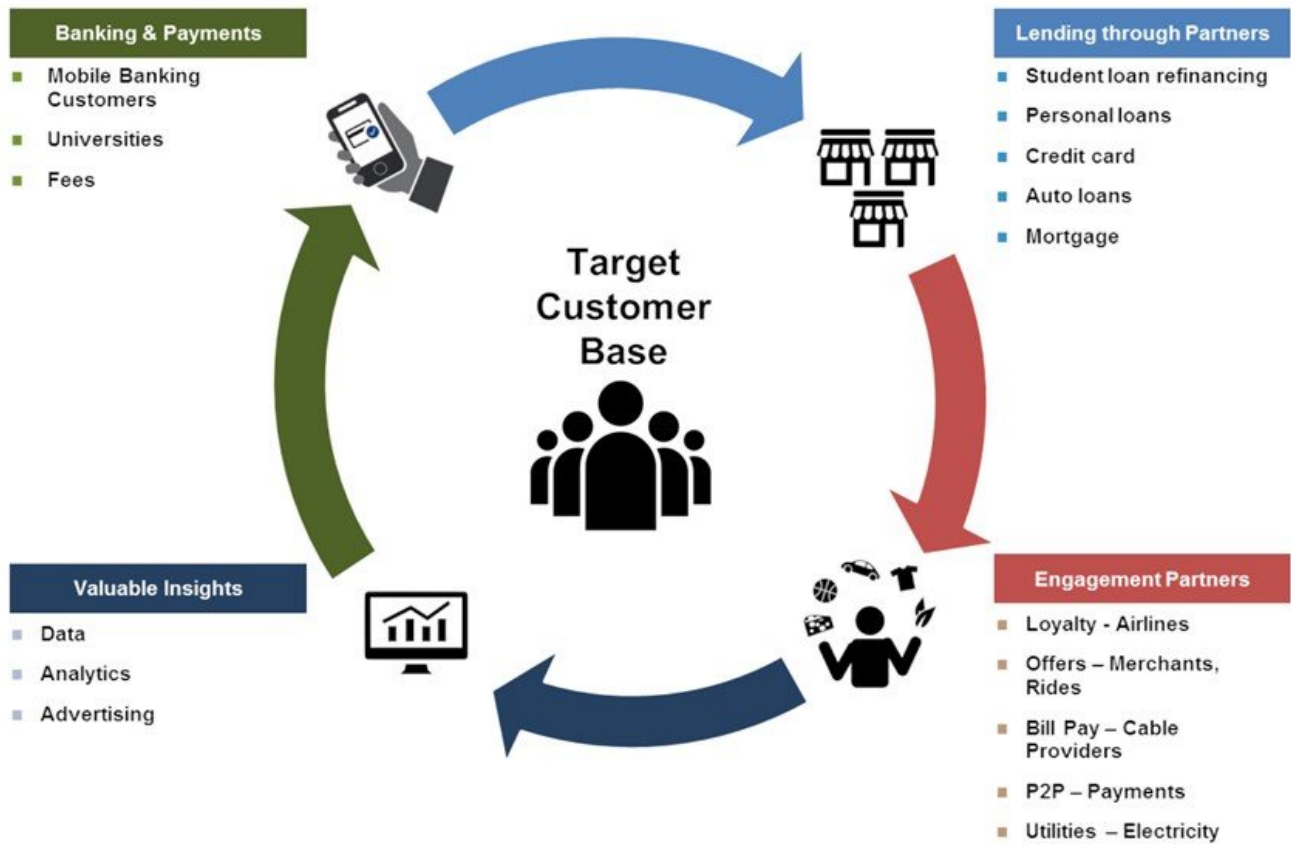 Banking & Payments
Mobile Banking
Customers
Universities
Fees
Lending through Partners
Student loan refinancing
Personal loans
Credit card
Auto loans
Mortgage
Target
Customer
Base
Valuable Insights
Data
Analytics
Advertising
Engagement Partners
Loyalty - Airlines
Offers – Merchants,
Rides
Bill Pay – Cable
Providers
P2P – Payments
Utilities – Electricity